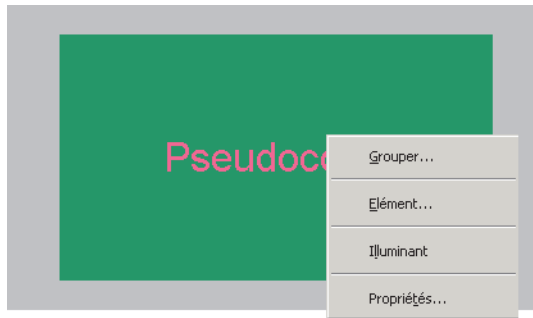 Pseudoco
Grouper...
Elément...
Illuminant
Propriétés...